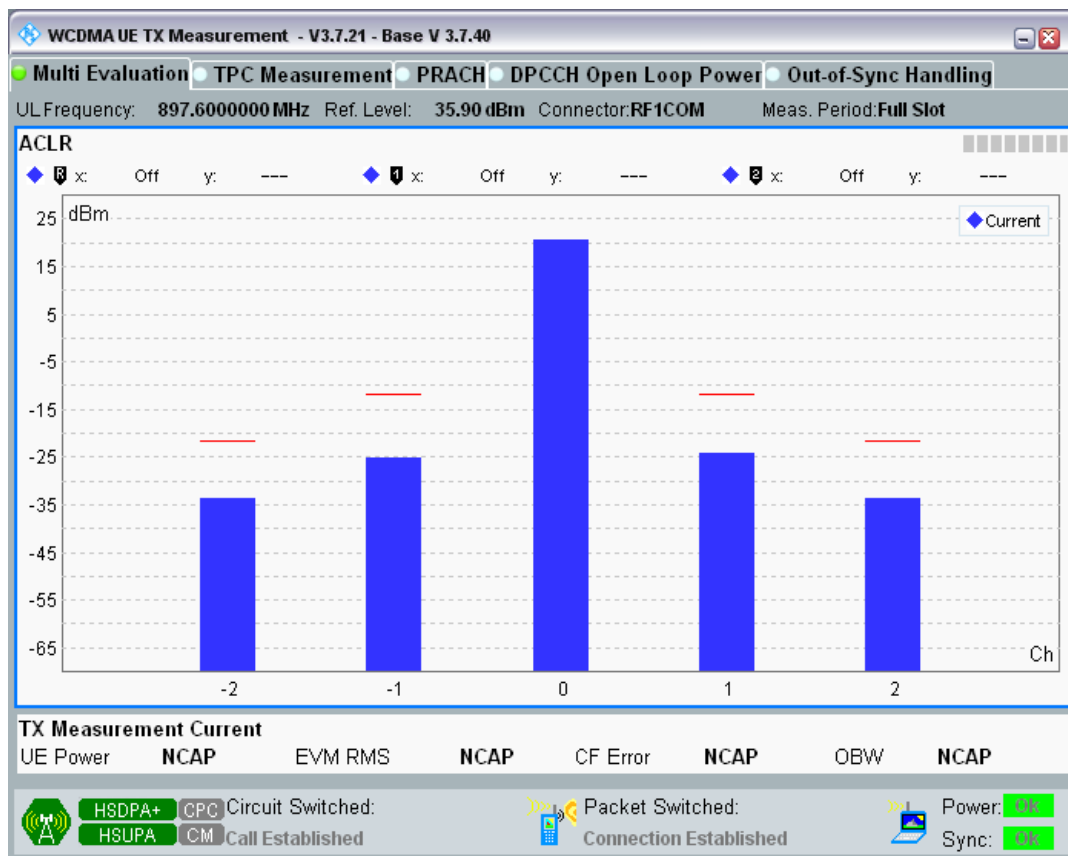 WCDMA UE TX Measurement - V3.7.21 - Base V 3.7.40
Multi Evaluation TPC Measurement PRACH DPCCH Open Loop Power Out-of-Sync Handling
UL Frequency: 897.6000000 MHz Ref. Level: 35.90 dBm Connector:RF1COM Meas. Period:Full Slot
ACLR
R x: Off y: --- 1 x: Off y: --- 2 x: Off y: ---
dBm
Current
25
15
5
-5
-15
-25
-35
-45
-55
-65
Ch
-2 -1 0 1 2
TX Measurement Current
UE Power NCAP EVM RMS NCAP CF Error NCAP OBW NCAP
HSDPA+ CPC Circuit Switched: Packet Switched: Power: OK
HSUPA CM Call Established Connection Established Sync: OK